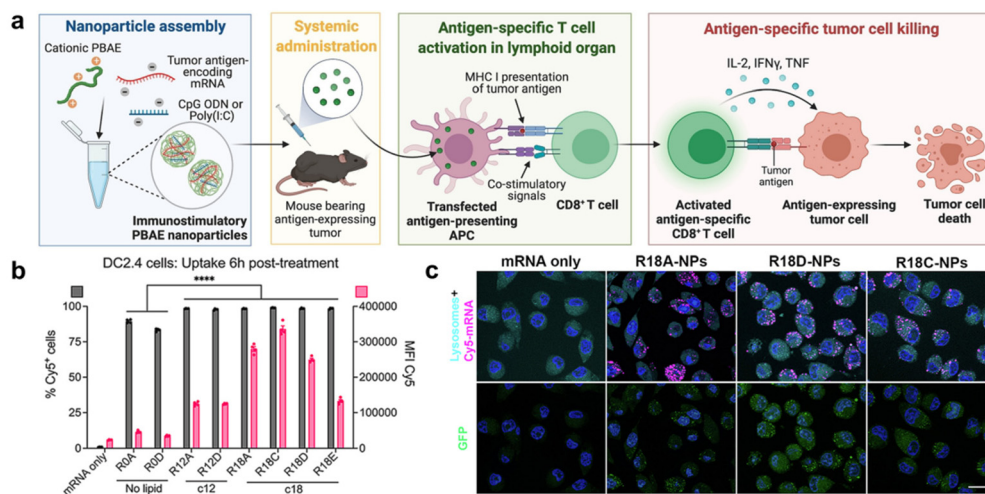 a
Nanoparticle assembly
Cationic PBAE
Tumor antigen-
encoding
mRNA
CpG ODN or
Poly(I:C)
Immunostimulatory
PBAE nanoparticles
Systemic
administration
Mouse bearing
antigen-expressing
tumor
Antigen-specific T cell
activation in lymphoid organ
MHC I presentation
of tumor antigen
Co-stimulatory
signals
Transfected
antigen-presenting
APC
CD8+ T cell
Antigen-specific tumor cell killing
IL-2, IFNγ, TNF
Tumor
antigen
Activated
antigen-specific
CD8+ T cell
Antigen-expressing
tumor cell
Tumor cell
death
b
DC2.4 cells: Uptake 6h post-treatment
****
% Cy5+ cells
100
75
50
25
0
MFI Cy5
400000
300000
200000
100000
0
mRNA only
R0A
R0D
R12A
R12D
R18A
R18C
R18D
R18E
No lipid
c12
c18
c
mRNA only
R18A-NPs
R18D-NPs
R18C-NPs
Lysosomes+
Cy5-mRNA
GFP